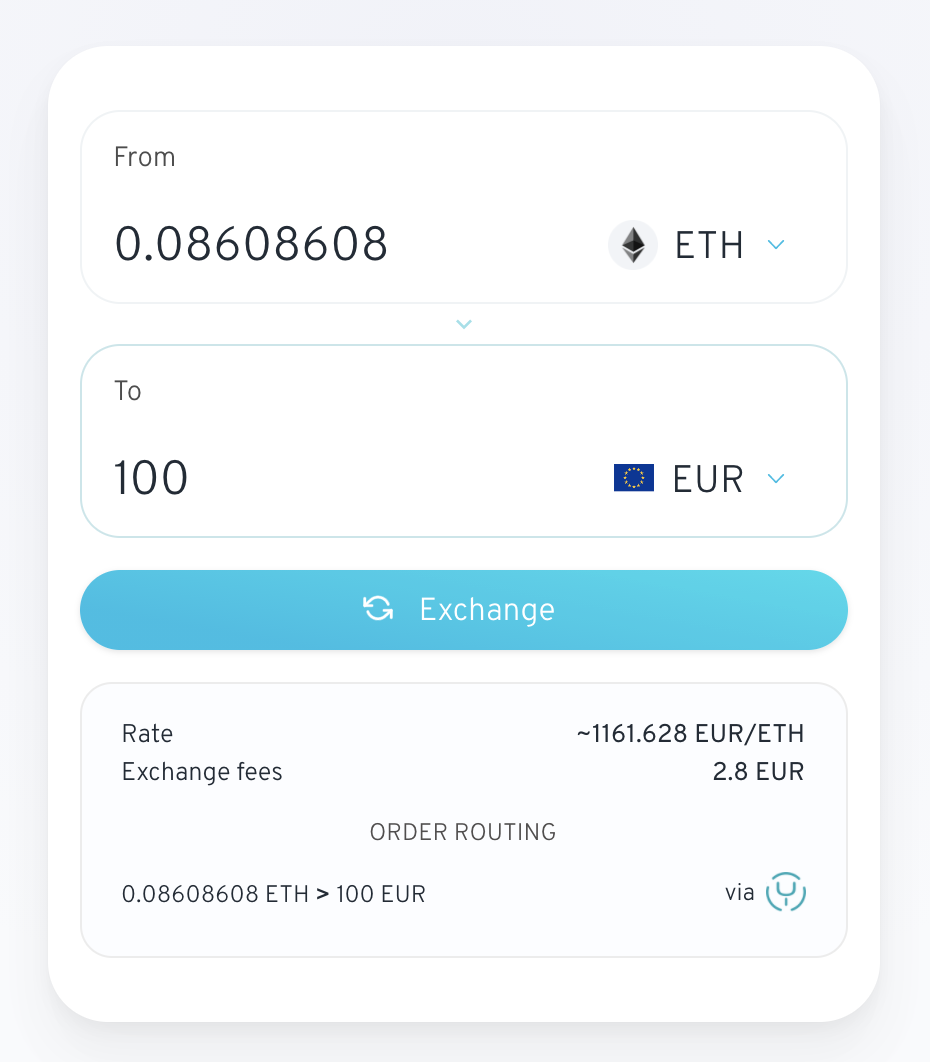 From
0.08608608 ETH
To
100 EUR
Exchange
Rate ~1161.628 EUR/ETH
Exchange fees 2.8 EUR
ORDER ROUTING
0.08608608 ETH > 100 EUR via